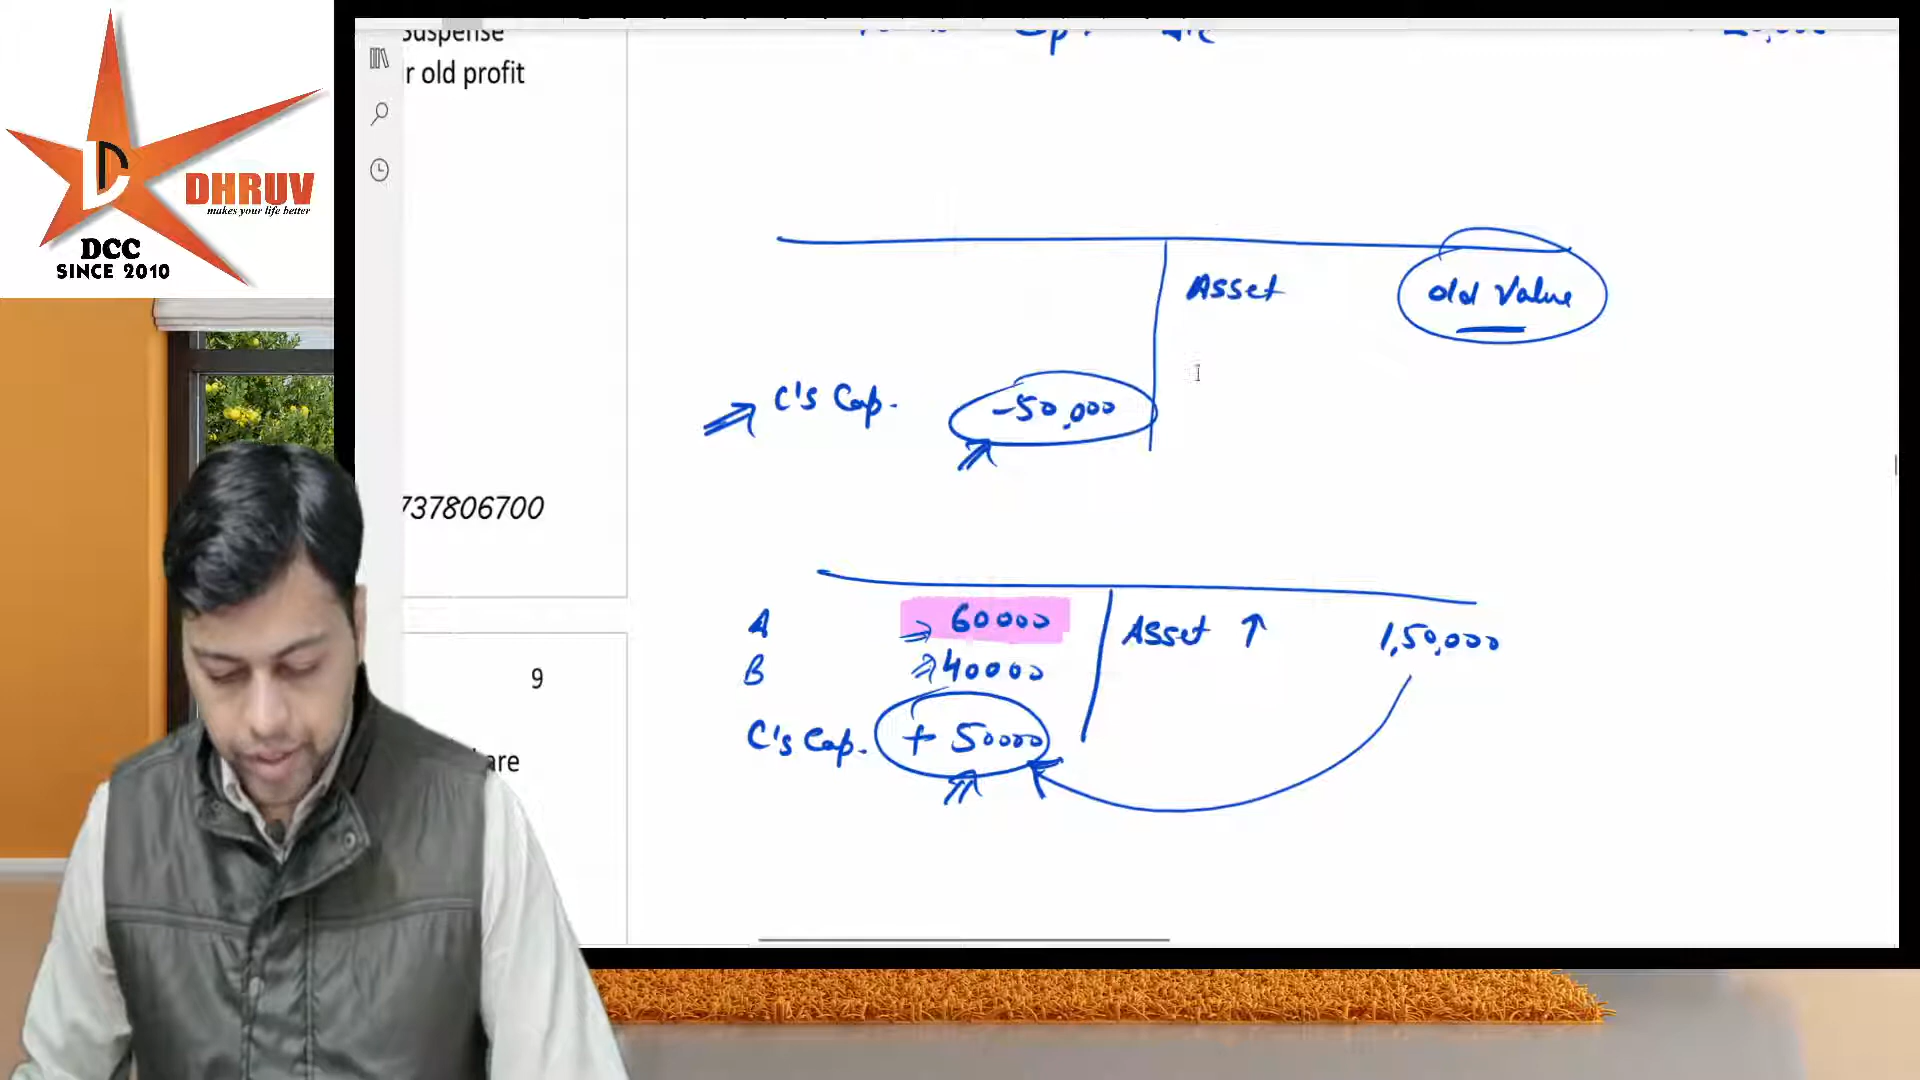 DHRUV
makes your life better
DCC
SINCE 2010
Suspense
r old profit
737806700
9
are
Asset
old value
C's Cap.
-50,000
A
60000
Asset ↑
1,50,000
B
40000
C's Cap.
+ 50000